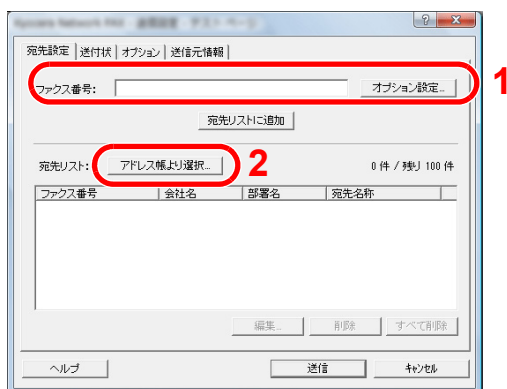 宛先設定 送付状 オプション 送信元情報
ファクス番号: オプション設定... 1
宛先リストに追加
宛先リスト: アドレス帳より選択... 2 0 件 / 残り 100 件
ファクス番号 会社名 部署名 宛先名称
編集... 削除 すべて削除
ヘルプ 送信 キャンセル